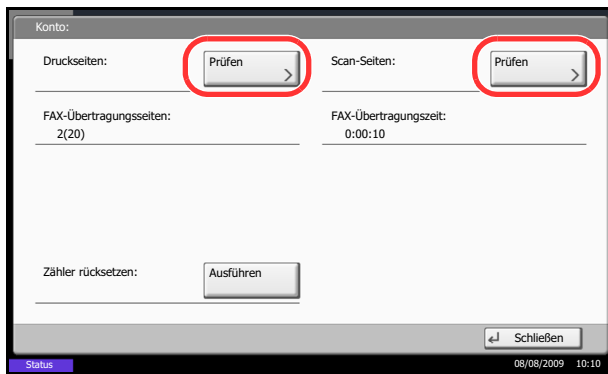 Konto:
Druckseiten:
Prüfen
Scan-Seiten:
Prüfen
FAX-Übertragungsseiten:
2(20)
FAX-Übertragungszeit:
0:00:10
Zähler rücksetzen:
Ausführen
Schließen
Status
08/08/2009 10:10